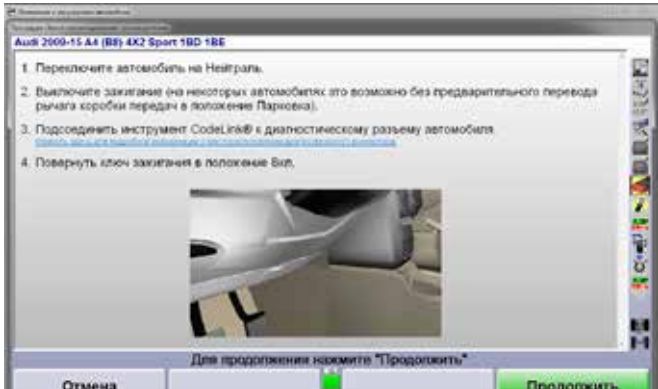 Audi 2009-15 A4 (B8) 4X2 Sport 1BD 1BE
1. Переключите автомобиль на Нейтраль.
2. Выключите зажигание (на некоторых автомобилях это возможно без предварительного перевода
рычага коробки передач в положение Парковка).
3. Подсоединить инструмент CodeLink® к диагностическому разъему автомобиля
4. Повернуть ключ зажигания в положение Вкл.
Для продолжения нажмите "Продолжить"
Отмена
Продолжить